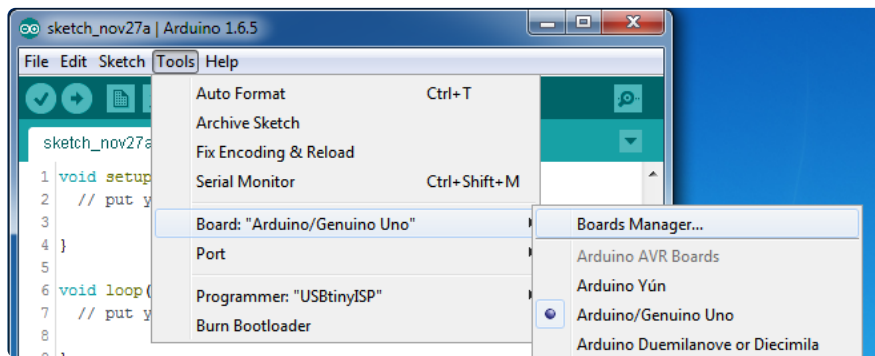 sketch_nov27a | Arduino 1.6.5
File Edit Sketch Tools Help
sketch_nov27a
1 void setup
2 // put y
3
4 }
5
6 void loop(
7 // put y
8
Auto Format Ctrl+T
Archive Sketch
Fix Encoding & Reload
Serial Monitor Ctrl+Shift+M
Board: "Arduino/Genuino Uno"
Port
Programmer: "USBtinyISP"
Burn Bootloader
Boards Manager...
Arduino AVR Boards
Arduino Yún
Arduino/Genuino Uno
Arduino Duemilanove or Diecimila